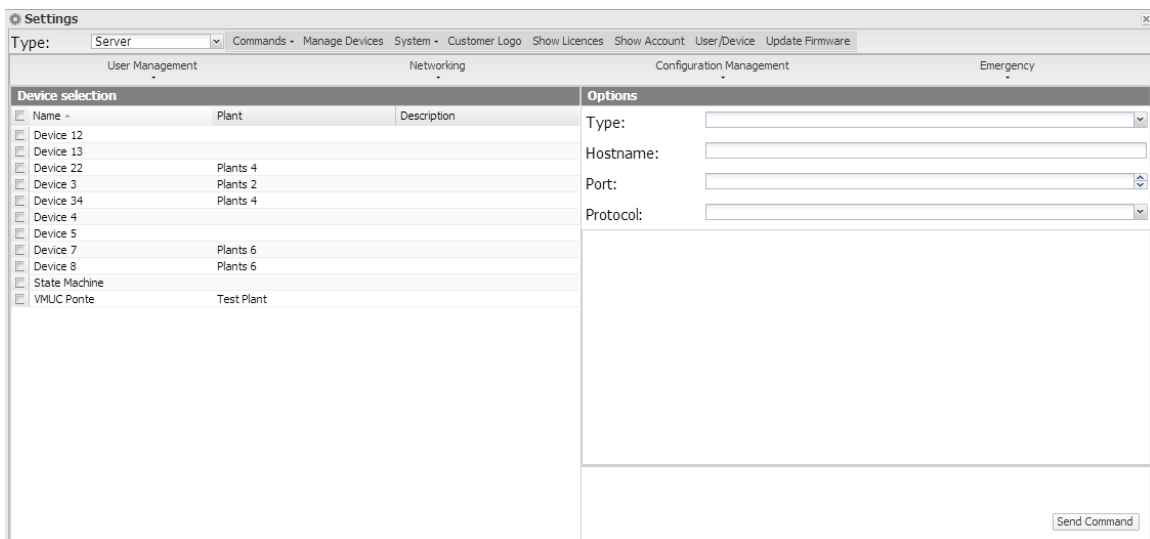 Settings
Type: Server Commands Manage Devices System Customer Logo Show Licences Show Account User/Device Update Firmware
User Management Networking Configuration Management Emergency
Device selection
Name Plant Description
Device 12
Device 13
Device 22 Plants 4
Device 3 Plants 2
Device 34 Plants 4
Device 4
Device 5
Device 7 Plants 6
Device 8 Plants 6
State Machine
VMUC Ponte Test Plant
Options
Type:
Hostname:
Port:
Protocol:
Send Command